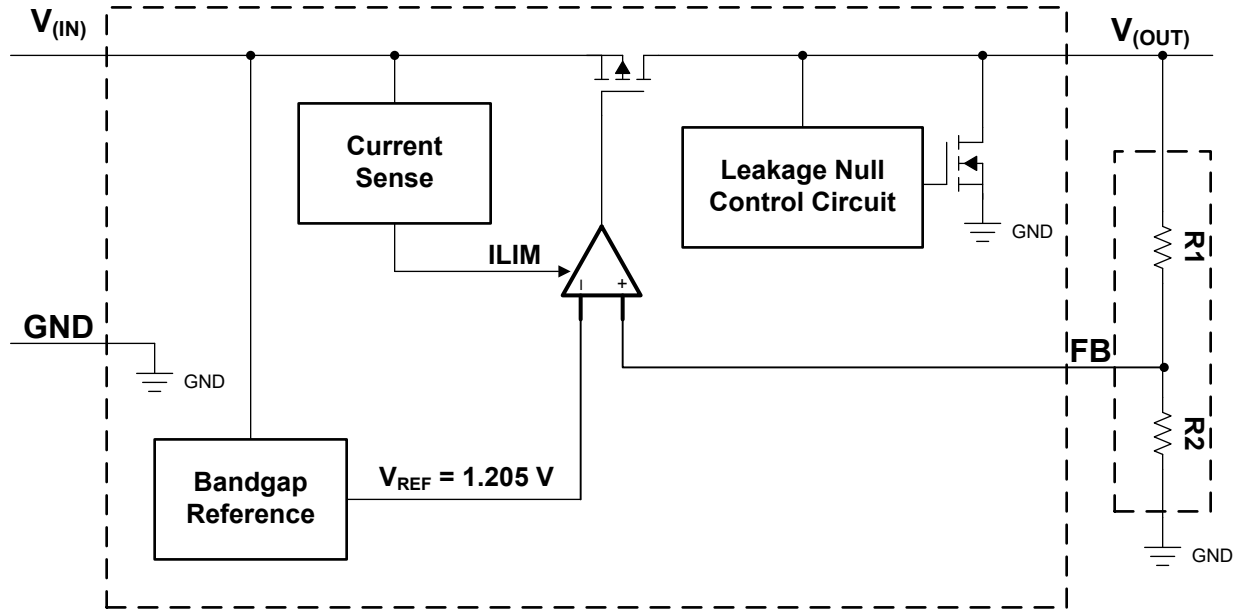 V(IN)
V(OUT)
Current
Sense
Leakage Null
Control Circuit
GND
R1
ILIM
- +
GND
GND
FB
R2
Bandgap
Reference
VREF = 1.205 V
GND